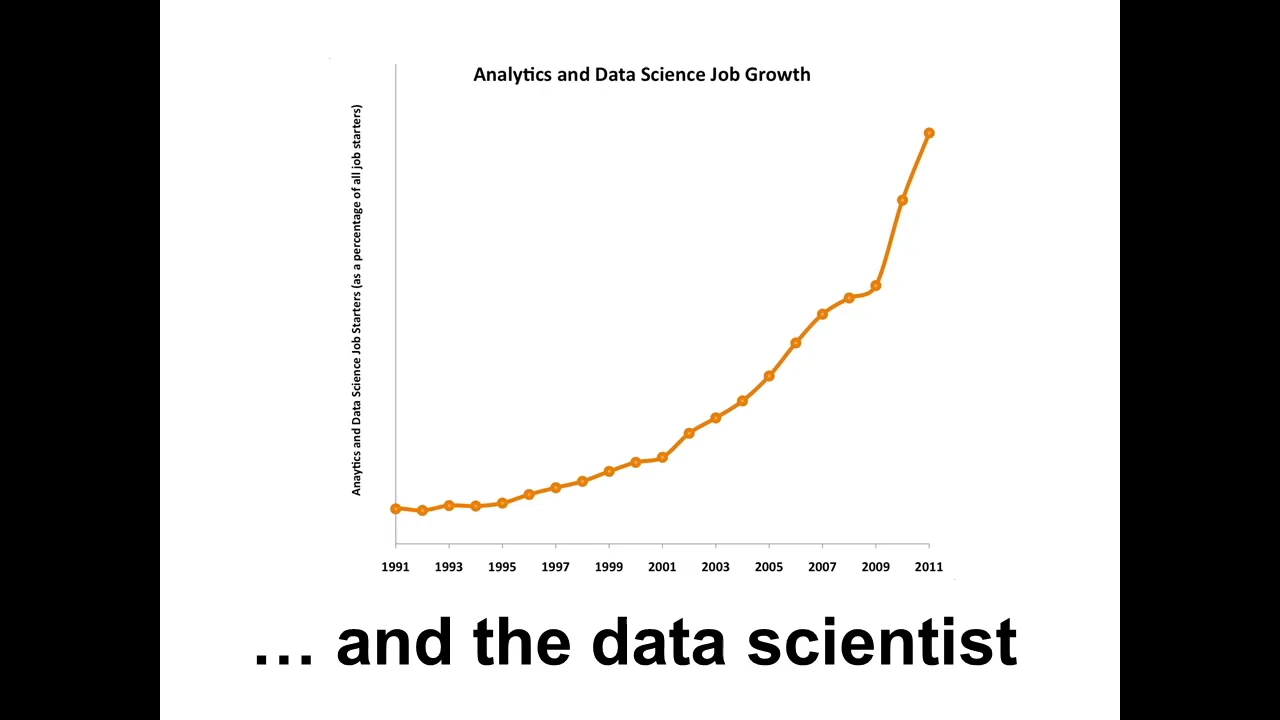 Analytics and Data Science Job Growth
Anaytics and Data Science Job Starters (as a percentage of all job starters)
1991 1993 1995 1997 1999 2001 2003 2005 2007 2009 2011
… and the data scientist